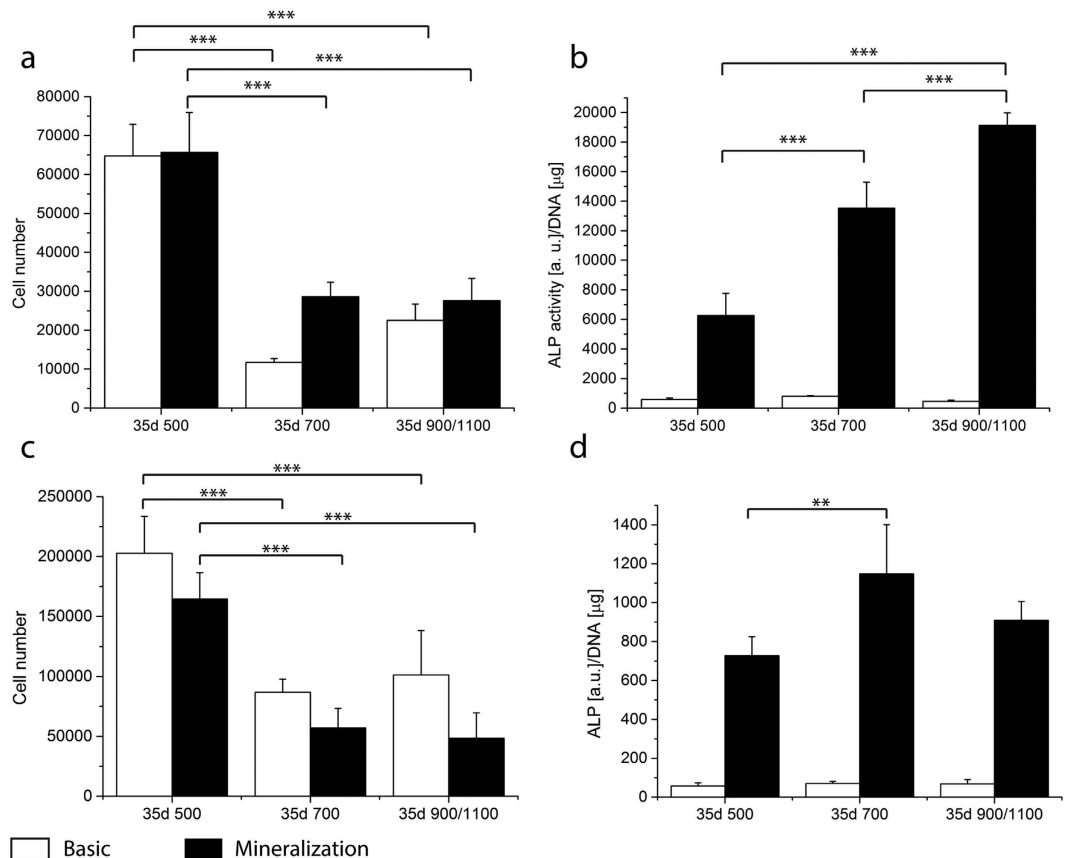 a
***
***
***
***
Cell number
80000
70000
60000
50000
40000
30000
20000
10000
0
35d 500
35d 700
35d 900/1100
b
***
***
***
ALP activity [a. u.]/DNA [µg]
20000
18000
16000
14000
12000
10000
8000
6000
4000
2000
0
35d 500
35d 700
35d 900/1100
c
***
***
***
***
Cell number
250000
200000
150000
100000
50000
0
35d 500
35d 700
35d 900/1100
d
**
ALP [a.u.]/DNA [µg]
1400
1200
1000
800
600
400
200
0
35d 500
35d 700
35d 900/1100
Basic
Mineralization